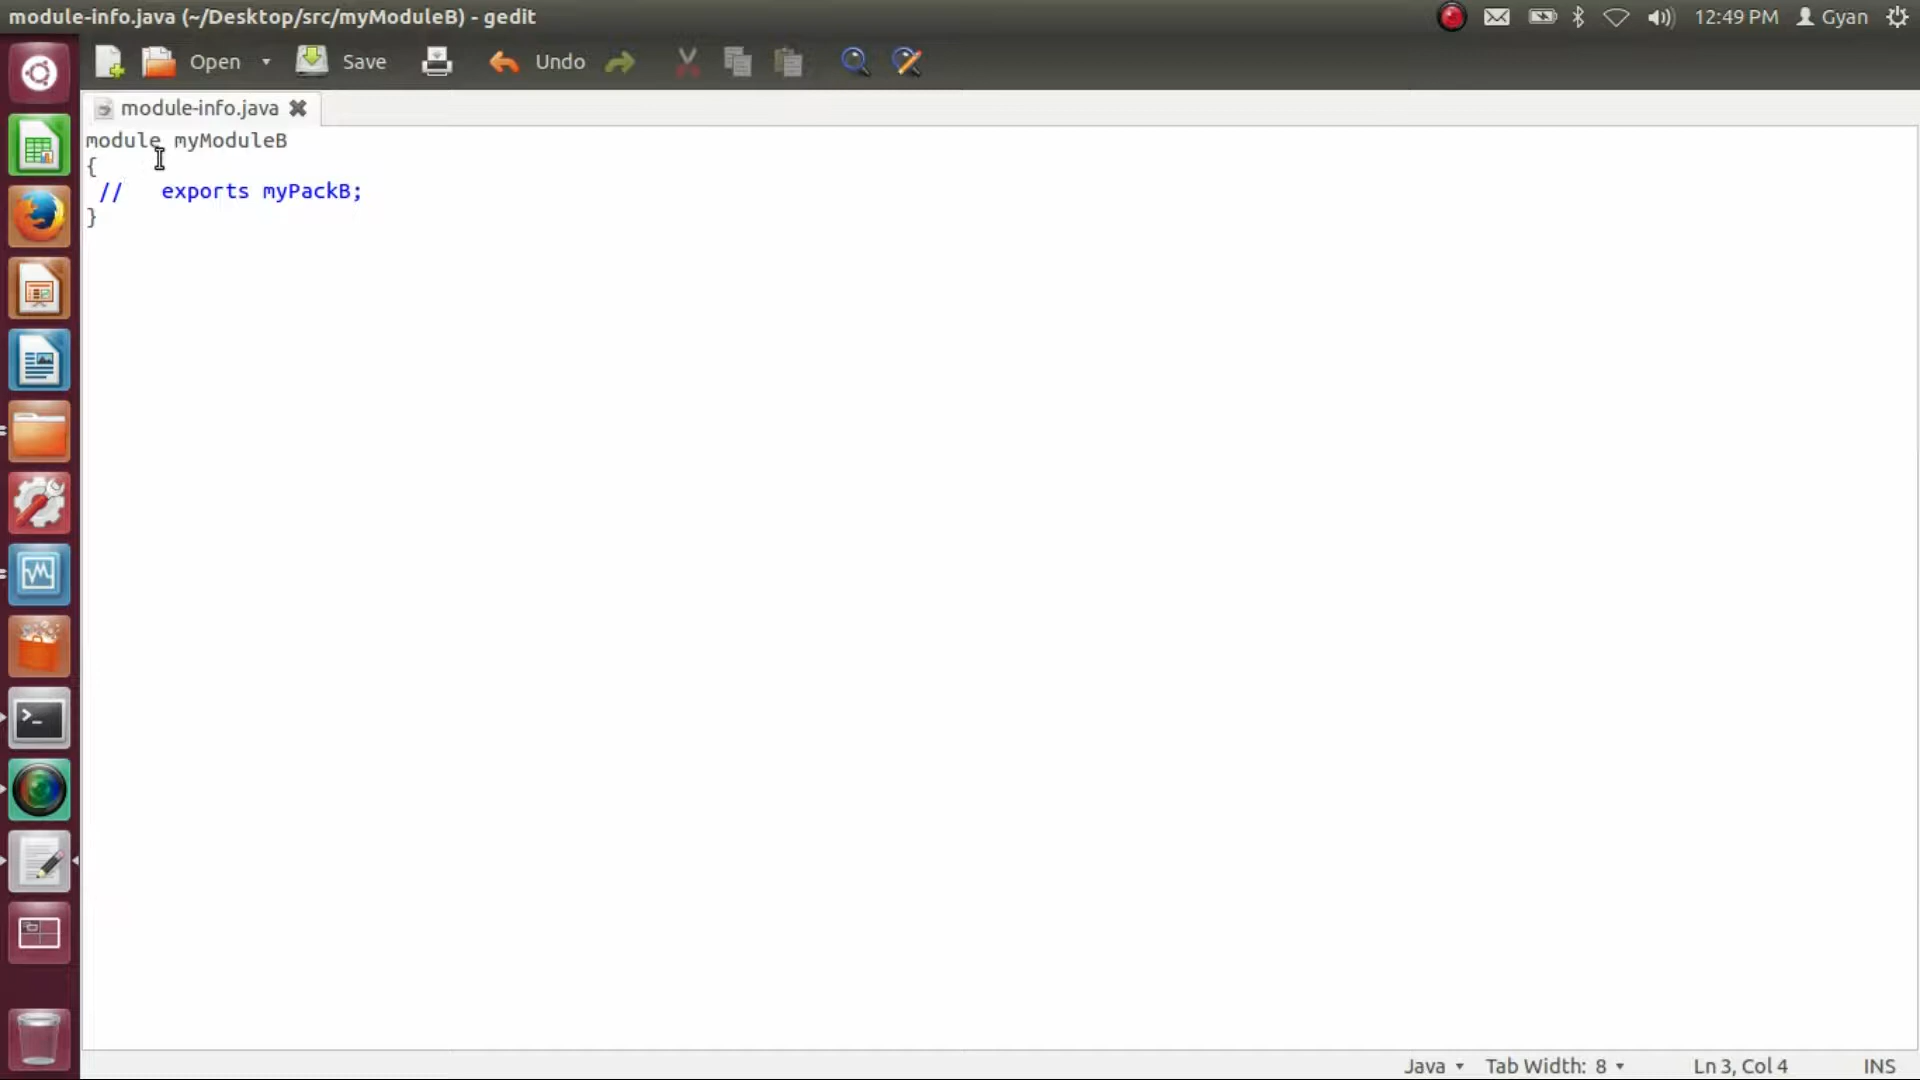 module-info.java (~/Desktop/src/myModuleB) - gedit
12:49 PM
Gyan
Open
Save
Undo
module-info.java
module myModuleB
{
//   exports myPackB;
}
Java
Tab Width: 8
Ln 3, Col 4
INS